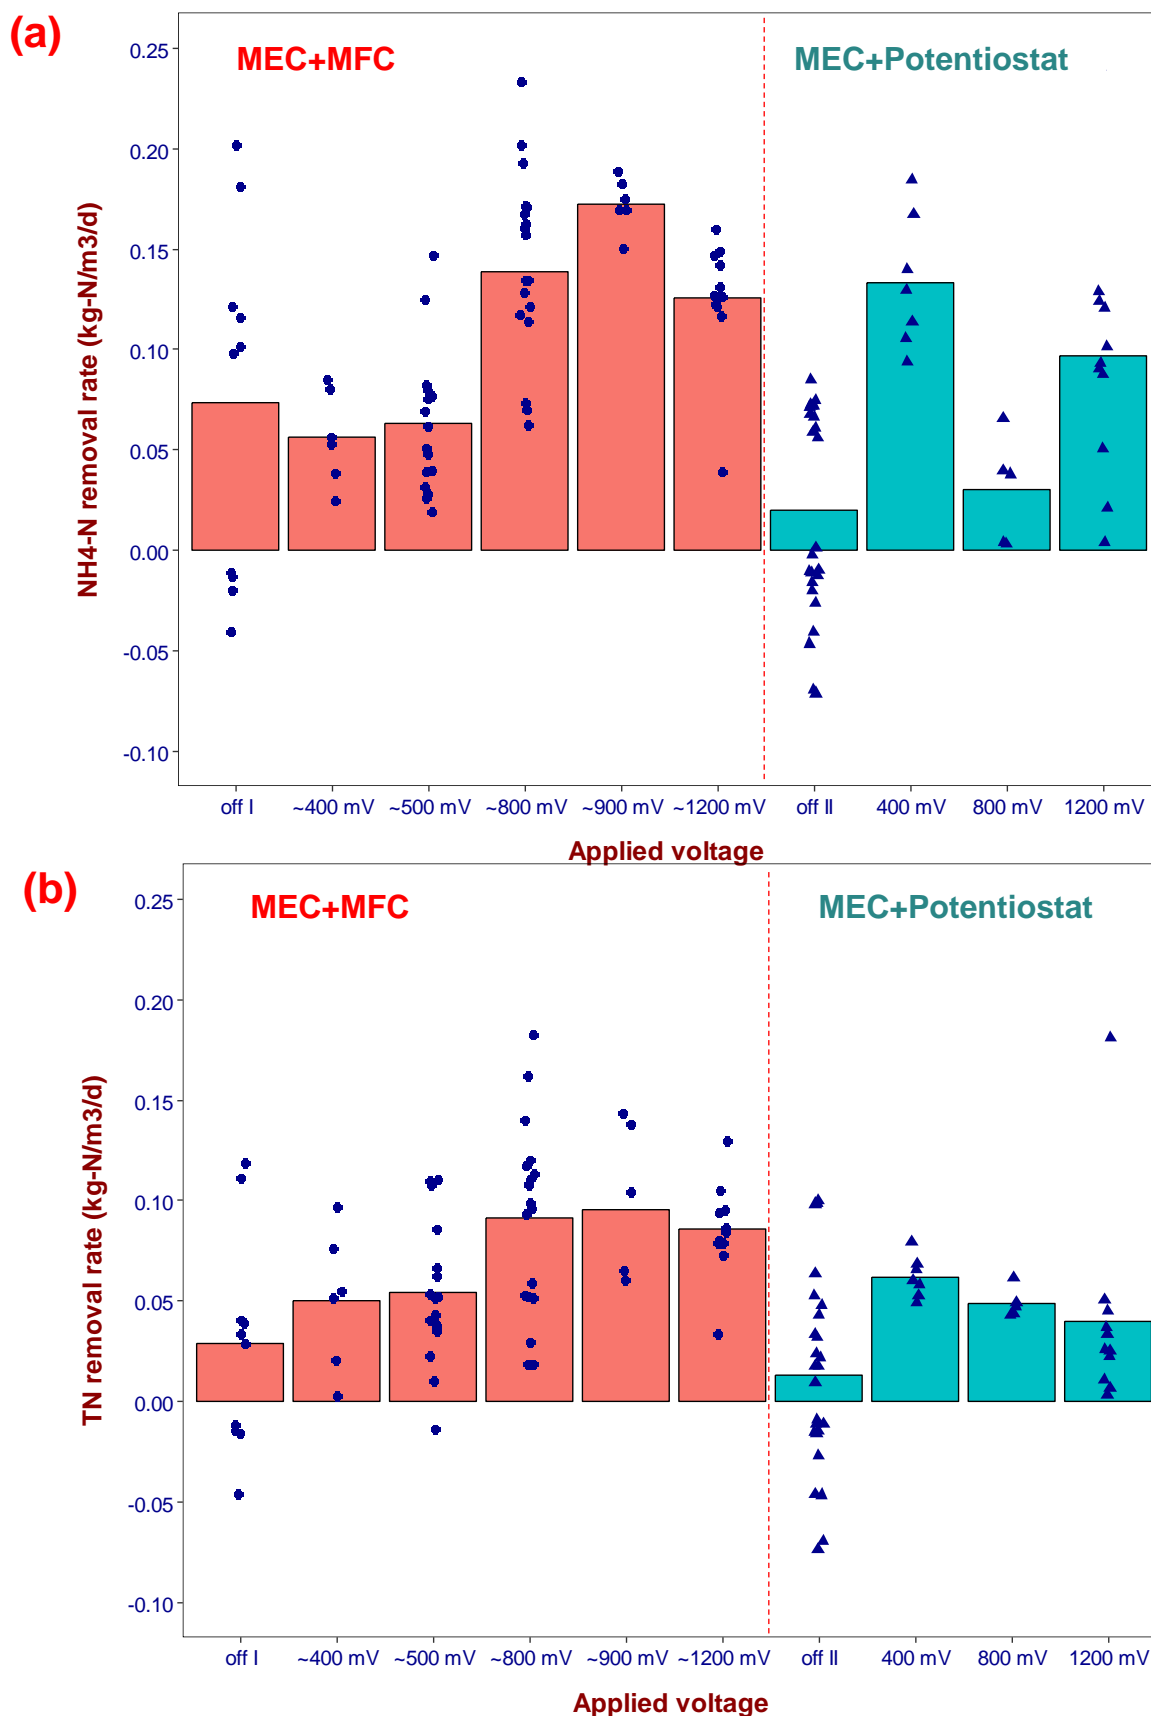 (a)
MEC+MFC MEC+Potentiostat
NH4-N removal rate (kg-N/m3/d)
0.25
0.20
0.15
0.10
0.05
0.00
-0.05
-0.10
off I ~400 mV ~500 mV ~800 mV ~900 mV ~1200 mV off II 400 mV 800 mV 1200 mV
Applied voltage
(b)
MEC+MFC MEC+Potentiostat
TN removal rate (kg-N/m3/d)
0.25
0.20
0.15
0.10
0.05
0.00
-0.05
-0.10
off I ~400 mV ~500 mV ~800 mV ~900 mV ~1200 mV off II 400 mV 800 mV 1200 mV
Applied voltage